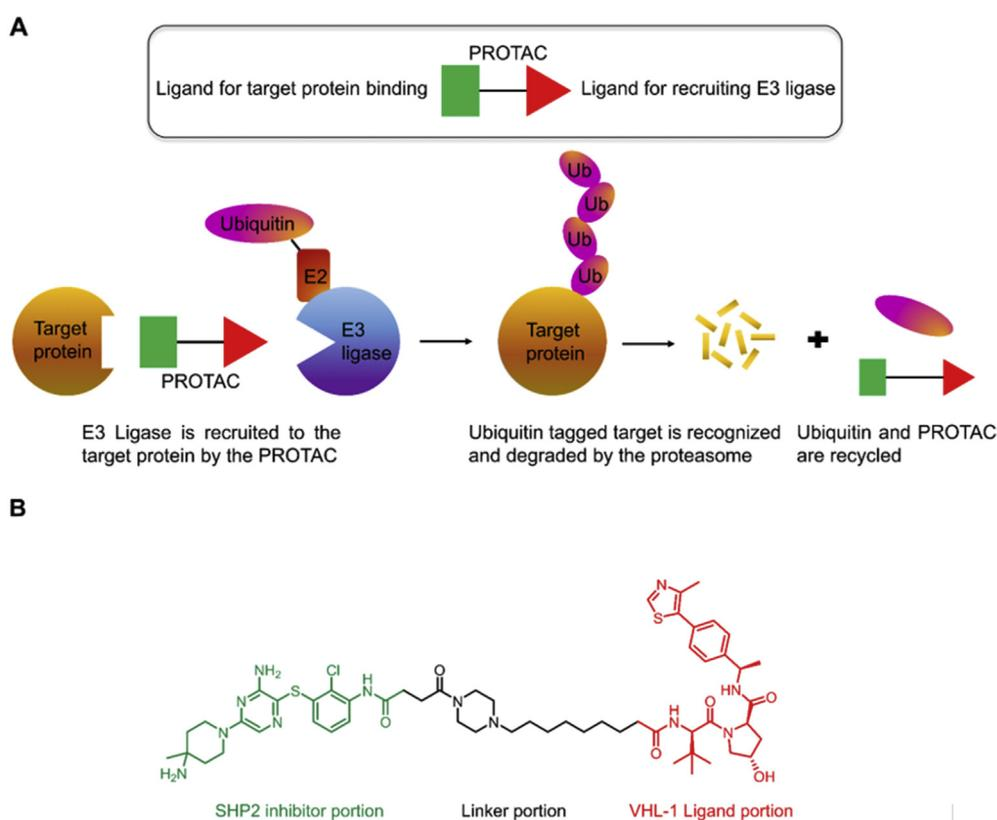 A
PROTAC
Ligand for target protein binding
Ligand for recruiting E3 ligase
Ub
Ub
Ub
Ub
Ubiquitin
E2
Target
protein
PROTAC
E3
ligase
Target
protein
E3 Ligase is recruited to the
target protein by the PROTAC
Ubiquitin tagged target is recognized
and degraded by the proteasome
Ubiquitin and PROTAC
are recycled
B
N
S
NH2
Cl
S
H
N
O
N
N
N
H2N
O
N
N
O
H
N
O
N
HN
O
OH
SHP2 inhibitor portion
Linker portion
VHL-1 Ligand portion